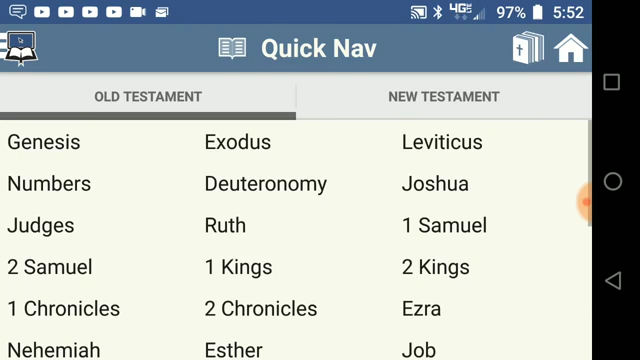 4G 97% 5:52
Quick Nav
OLD TESTAMENT NEW TESTAMENT
Genesis Exodus Leviticus
Numbers Deuteronomy Joshua
Judges Ruth 1 Samuel
2 Samuel 1 Kings 2 Kings
1 Chronicles 2 Chronicles Ezra
Nehemiah Esther Job